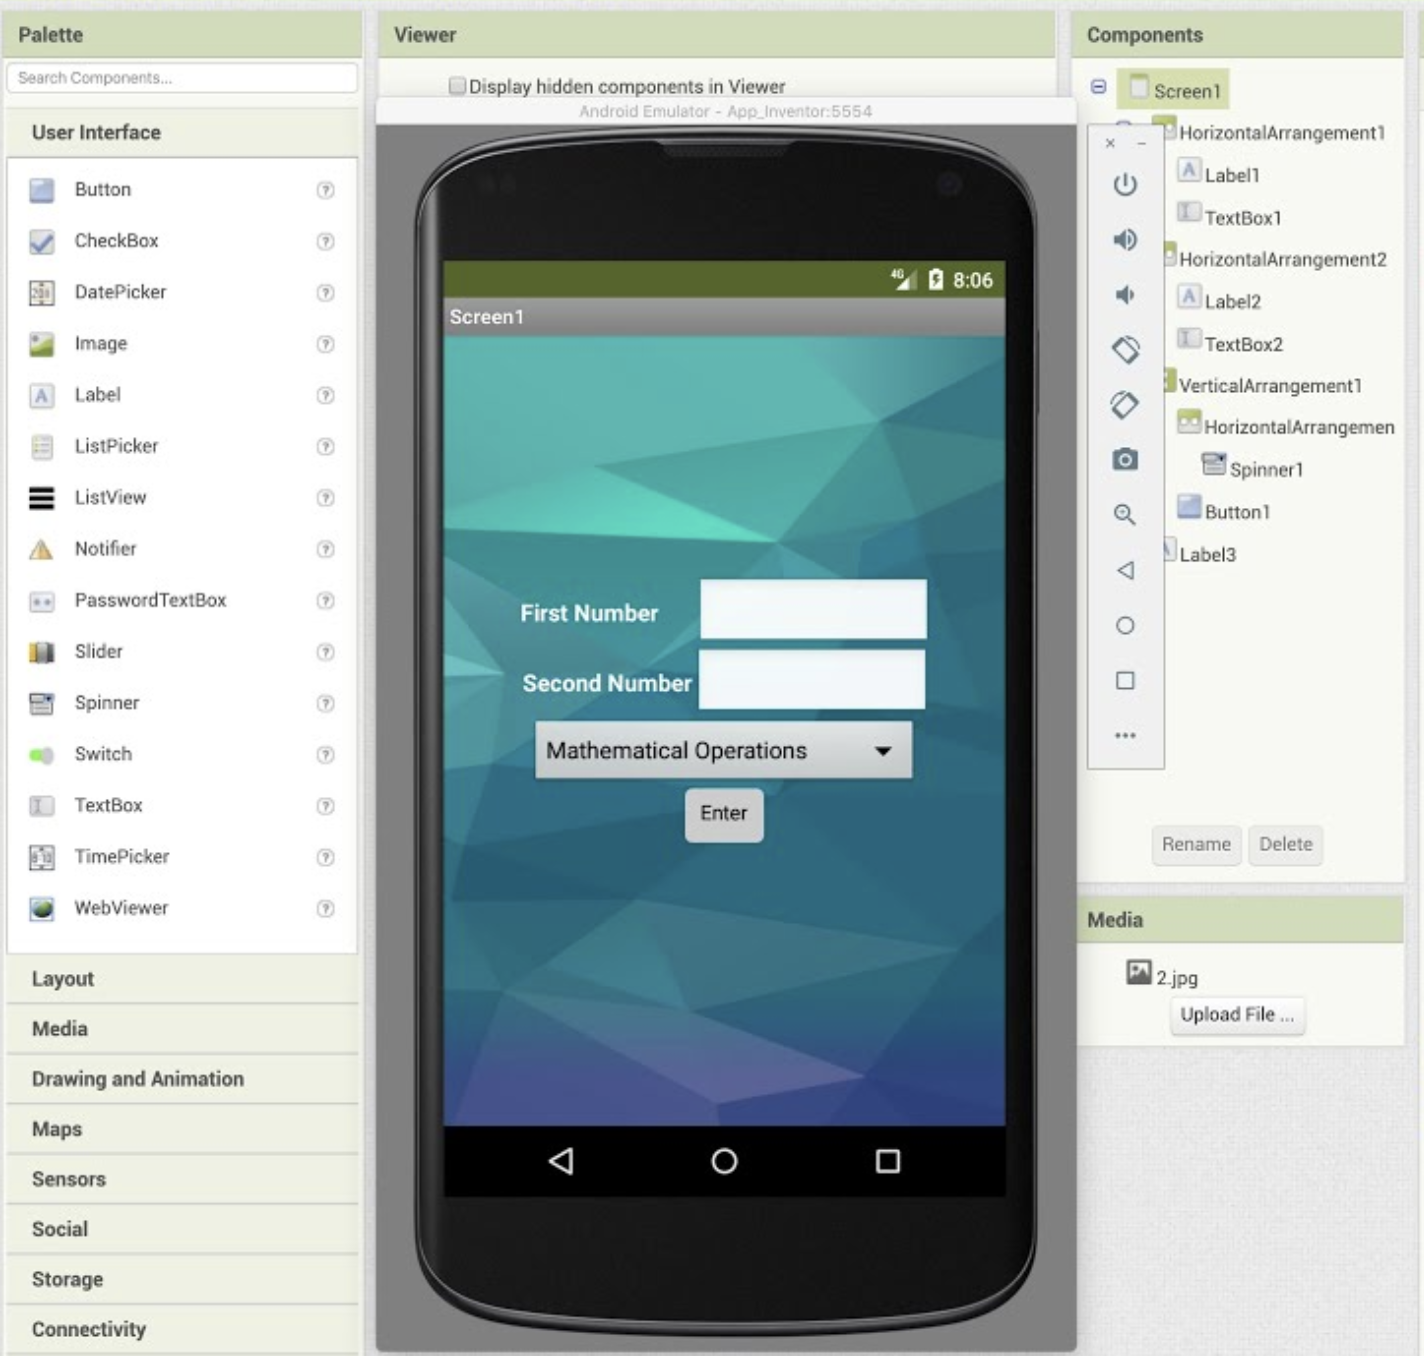 Palette
Search Components...
User Interface
Button
CheckBox
DatePicker
Image
Label
ListPicker
ListView
Notifier
PasswordTextBox
Slider
Spinner
Switch
TextBox
TimePicker
WebViewer
Layout
Media
Drawing and Animation
Maps
Sensors
Social
Storage
Connectivity
Viewer
Display hidden components in Viewer
Android Emulator - App_Inventor:5554
4G 8:06
Screen1
First Number
Second Number
Mathematical Operations
Enter
Components
Screen1
HorizontalArrangement1
Label1
TextBox1
HorizontalArrangement2
Label2
TextBox2
VerticalArrangement1
HorizontalArrangemen
Spinner1
Button1
Label3
Rename Delete
Media
2.jpg
Upload File ...